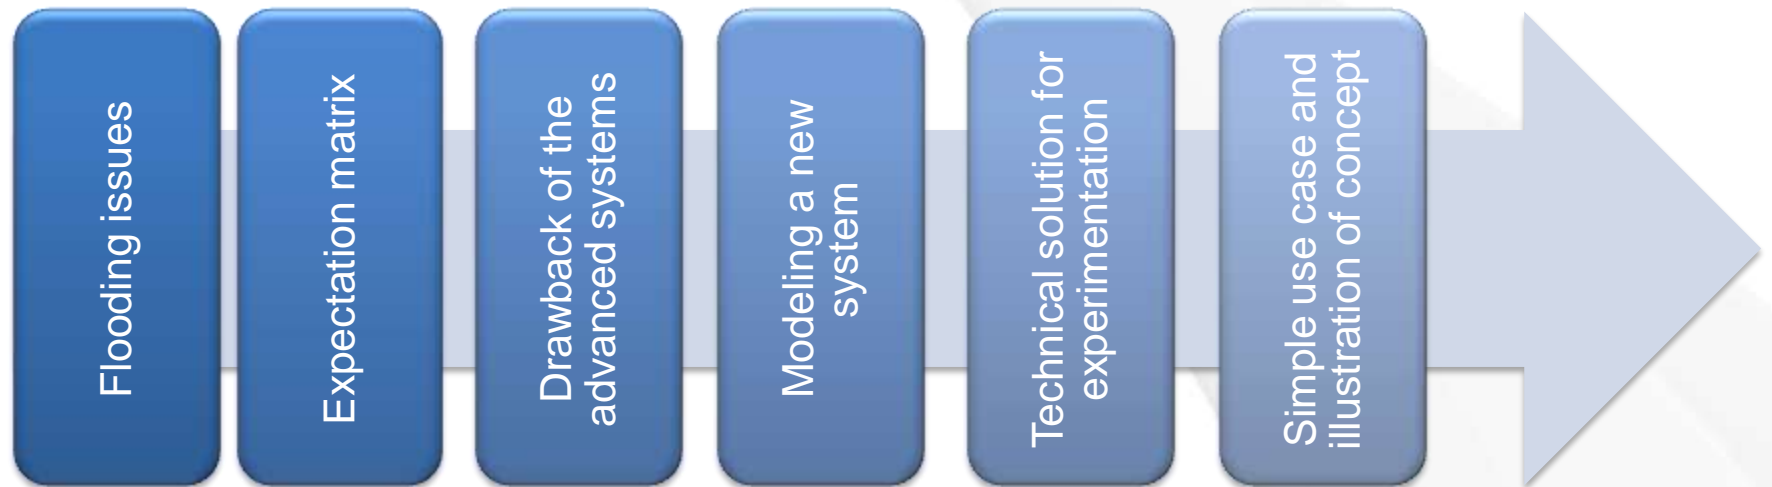 Flooding issues
Expectation matrix
Drawback of the
advanced systems
Modeling a new
system
Technical solution for
experimentation
Simple use case and
illustration of concept